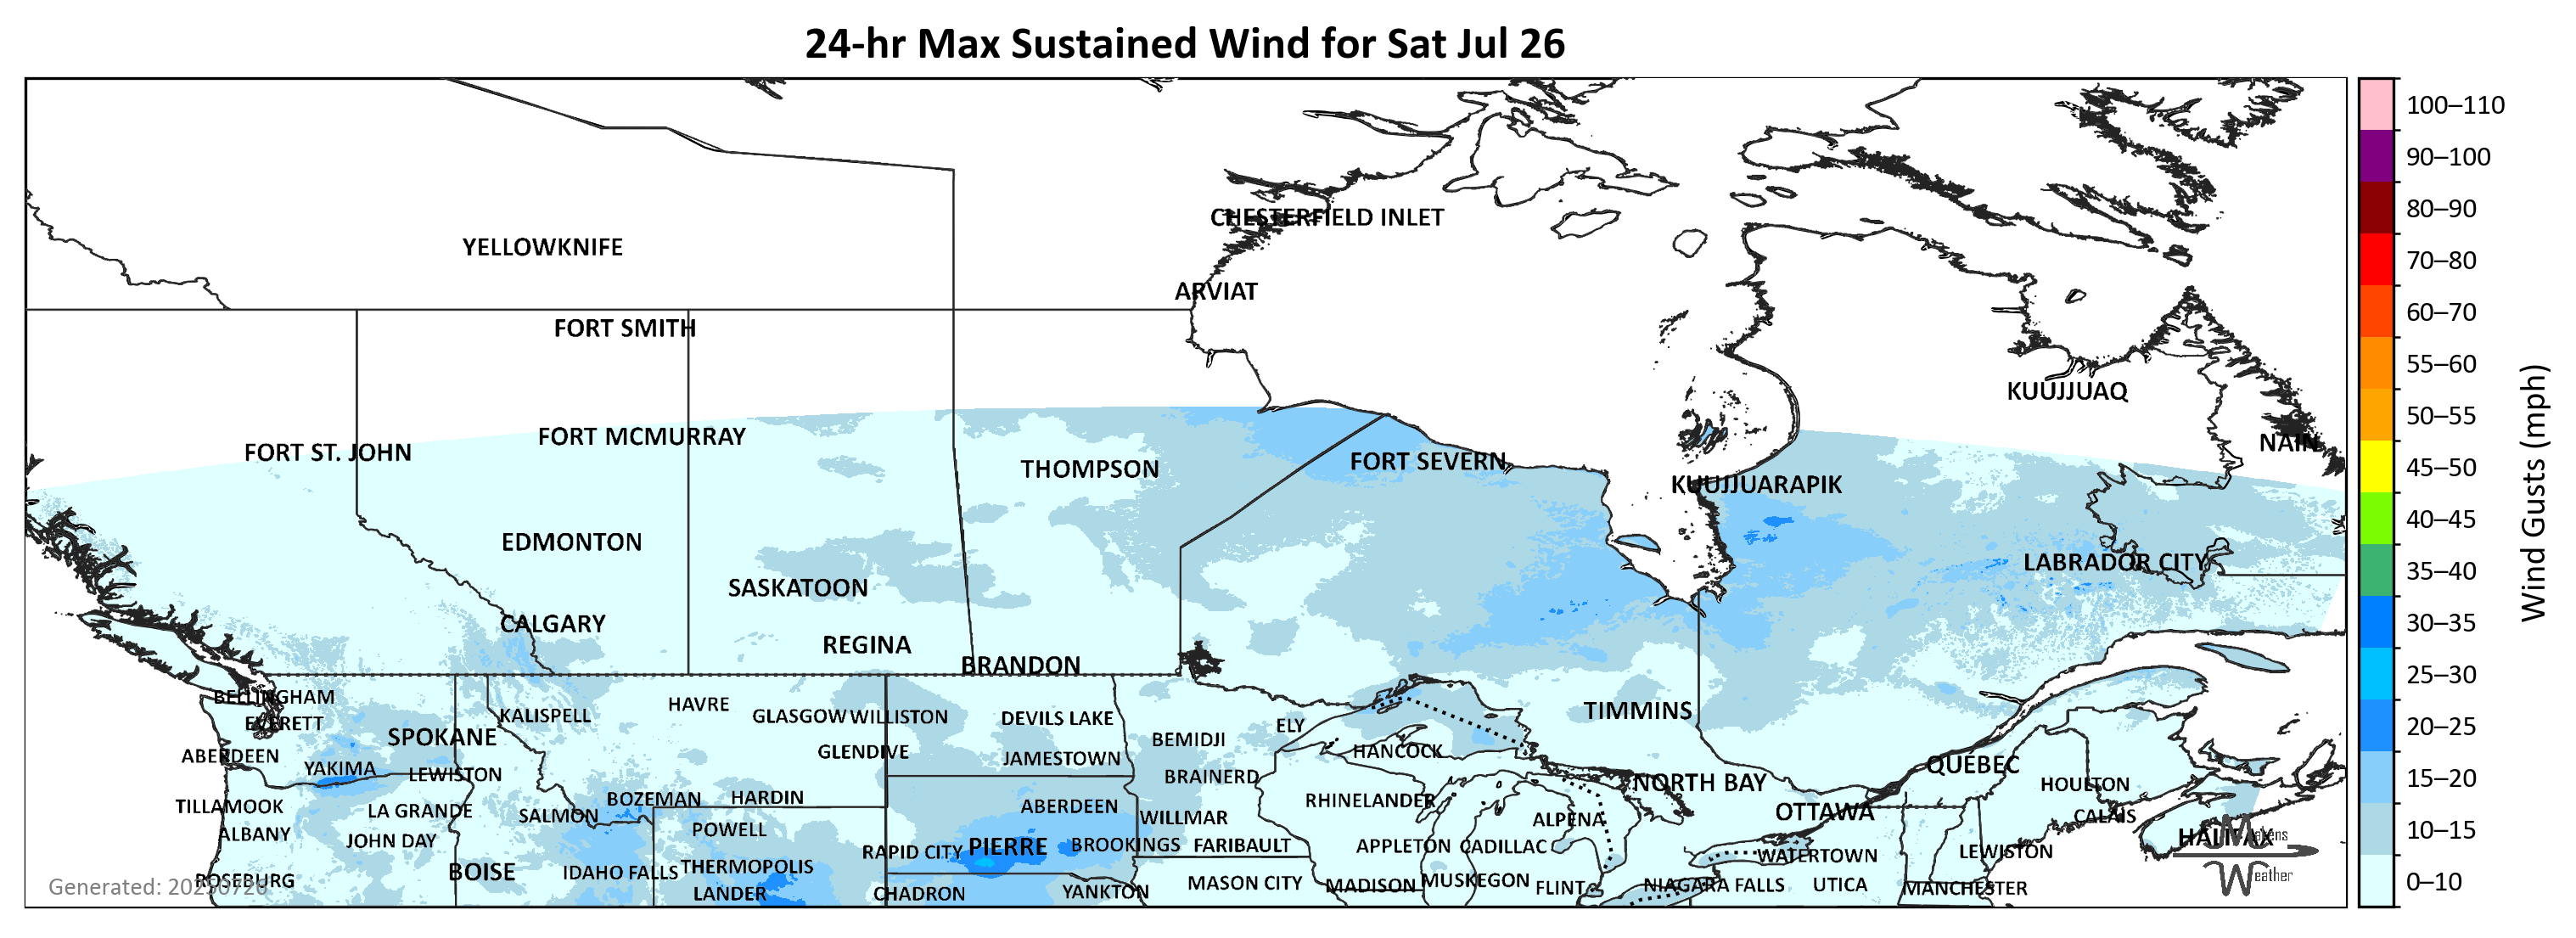 24-hr Max Sustained Wind for Sat Jul 26
CHESTERFIELD INLET
YELLOWKNIFE
ARVIAT
FORT SMITH
KUUJJUAQ
FORT MCMURRAY
NAIN
FORT ST. JOHN
FORT SEVERN
THOMPSON
KUUJJUARAPIK
EDMONTON
LABRADOR CITY
SASKATOON
CALGARY
REGINA
BRANDON
BELLINGHAM
HAVRE
TIMMINS
KALISPELL
GLASGOW
WILLISTON
DEVILS LAKE
EVERETT
ELY
SPOKANE
BEMIDJI
ABERDEEN
GLENDIVE
HANCOCK
JAMESTOWN
QUÉBEC
YAKIMA
LEWISTON
BRAINERD
NORTH BAY
HOULTON
BOZEMAN
HARDIN
RHINELANDER
TILLAMOOK
LA GRANDE
ABERDEEN
SALMON
OTTAWA
CALAIS
WILLMAR
ALPENA
ALBANY
POWELL
HALIFAX
JOHN DAY
PIERRE
BROOKINGS
FARIBAULT
APPLETON
CADILLAC
RAPID CITY
LEWISTON
WATERTOWN
BOISE
IDAHO FALLS
THERMOPOLIS
ROSEBURG
MASON CITY
MADISON
MUSKEGON
FLINT
NIAGARA FALLS
UTICA
MANCHESTER
LANDER
CHADRON
YANKTON
Makens
Weather
100–110
90–100
80–90
70–80
60–70
55–60
50–55
45–50
40–45
35–40
30–35
25–30
20–25
15–20
10–15
0–10
Wind Gusts (mph)